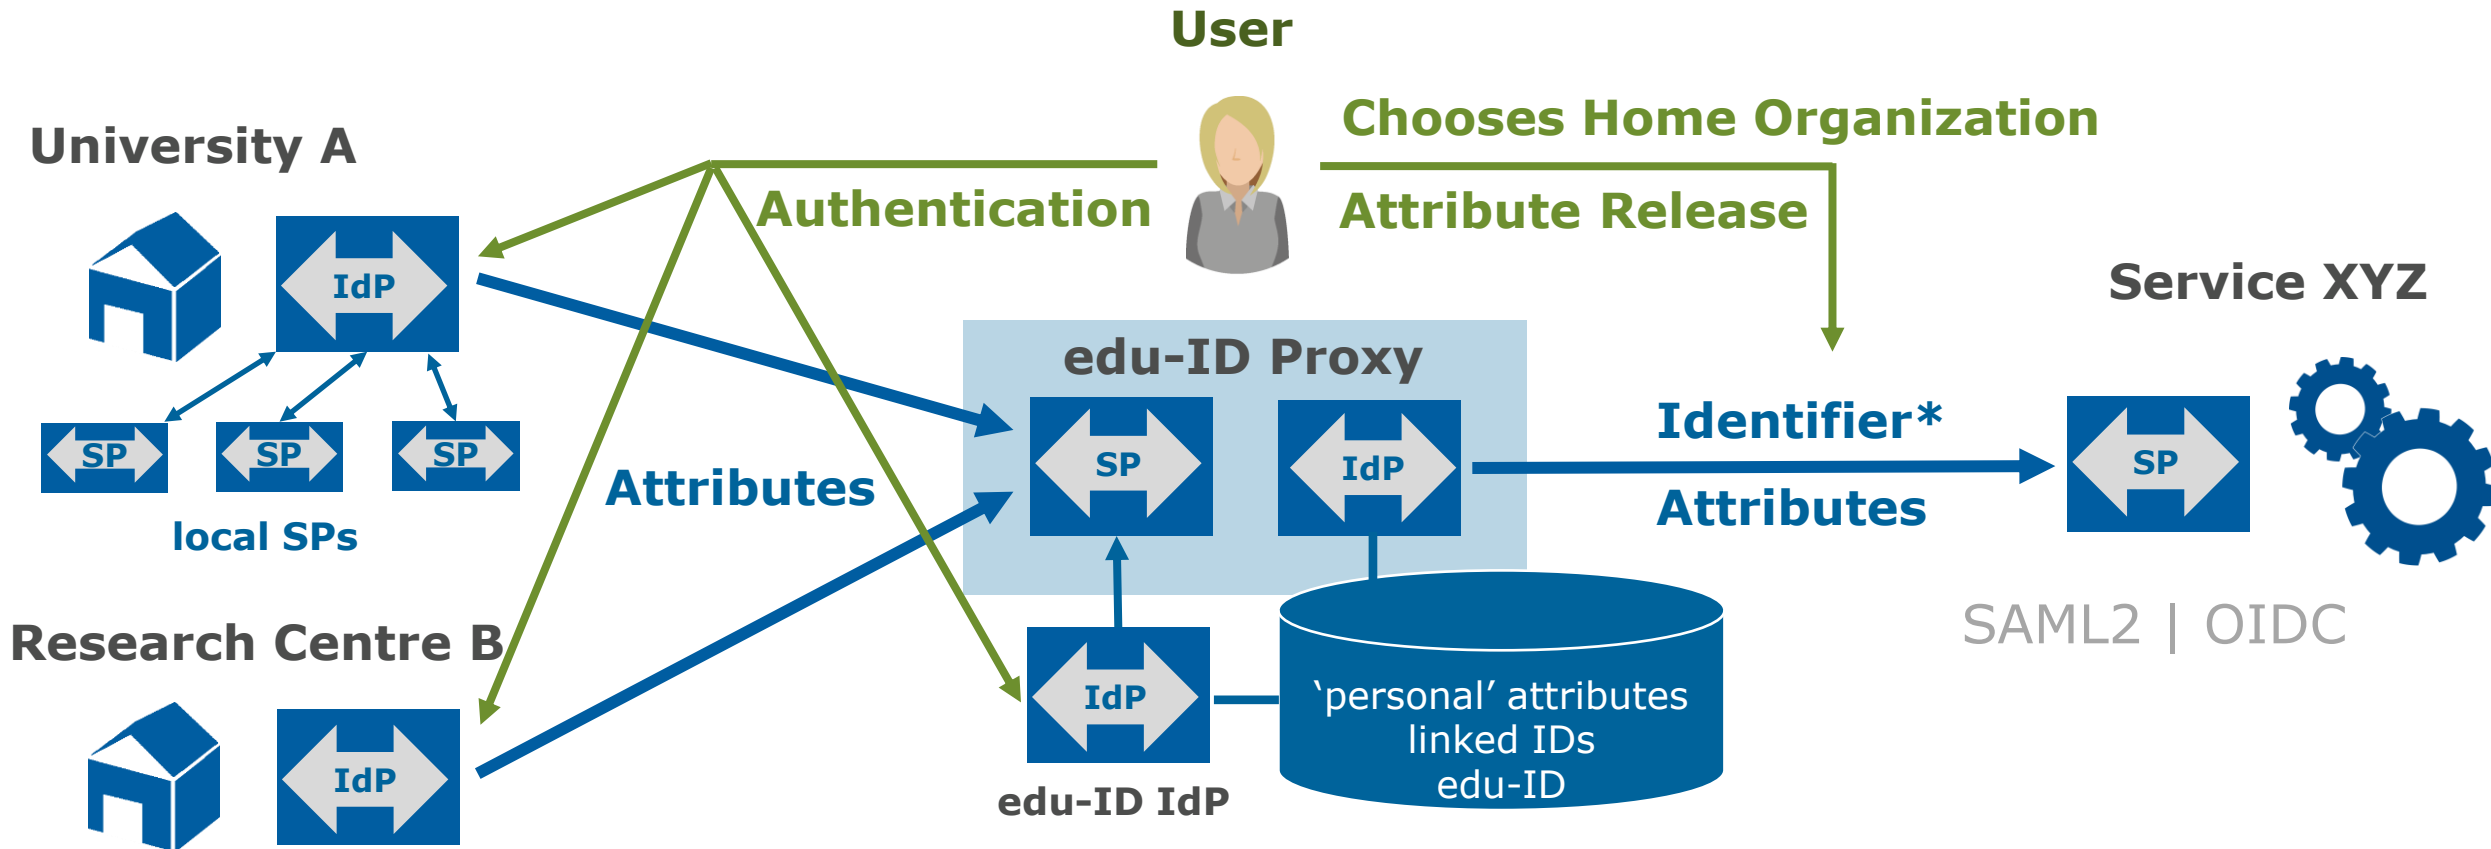 User
Chooses Home Organization
University A
Authentication
Attribute Release
Service XYZ
IdP
edu-ID Proxy
Identifier*
SP
SP
SP
SP
IdP
SP
Attributes
Attributes
local SPs
SAML2 | OIDC
Research Centre B
IdP
IdP
‘personal’ attributes
linked IDs
edu-ID
edu-ID IdP